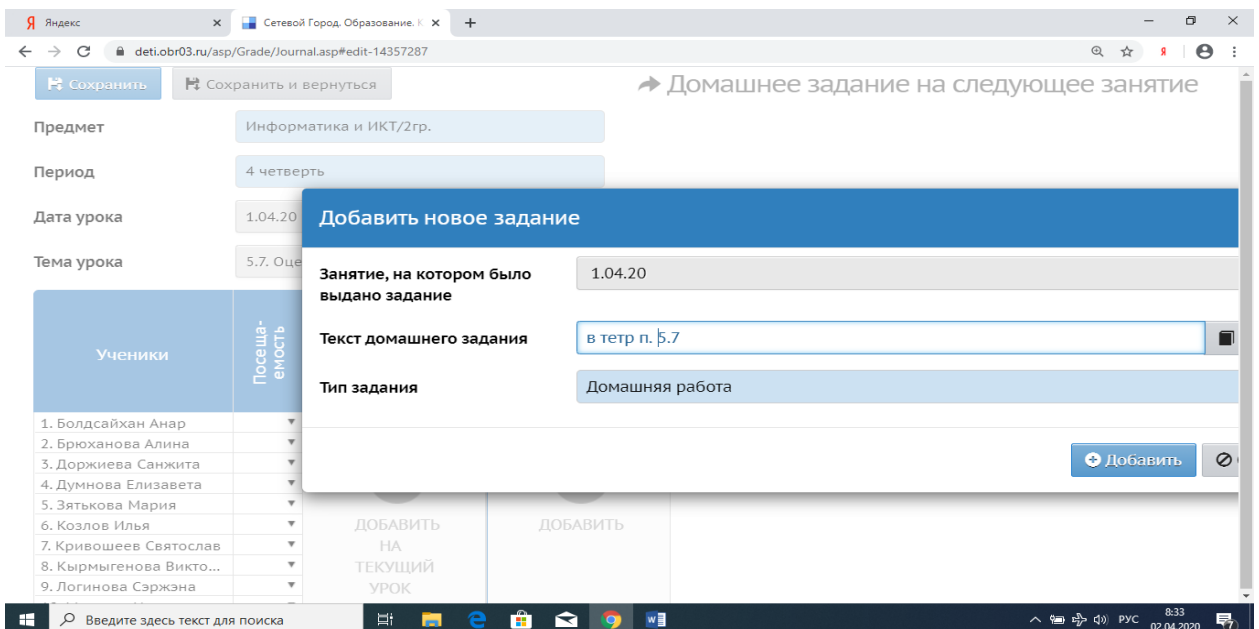 Яндекс
Сетевой Город. Образование. К
deti.obr03.ru/asp/Grade/Journal.asp#edit-14357287
Сохранить
Сохранить и вернуться
Домашнее задание на следующее занятие
Предмет
Информатика и ИКТ/2гр.
Период
4 четверть
Дата урока
1.04.20
Тема урока
5.7. Оце
Добавить новое задание
Занятие, на котором было
выдано задание
1.04.20
Текст домашнего задания
в тетр п. 5.7
Тип задания
Домашняя работа
Добавить
Ученики
Посеща-
емость
1. Болдсайхан Анар
2. Брюханова Алина
3. Доржиева Санжита
4. Думнова Елизавета
5. Зятькова Мария
6. Козлов Илья
7. Кривошеев Святослав
8. Кырмыгенова Викто...
9. Логинова Сэржэна
ДОБАВИТЬ
НА
ТЕКУЩИЙ
УРОК
ДОБАВИТЬ
Введите здесь текст для поиска
РУС
8:33
02.04.2020
7